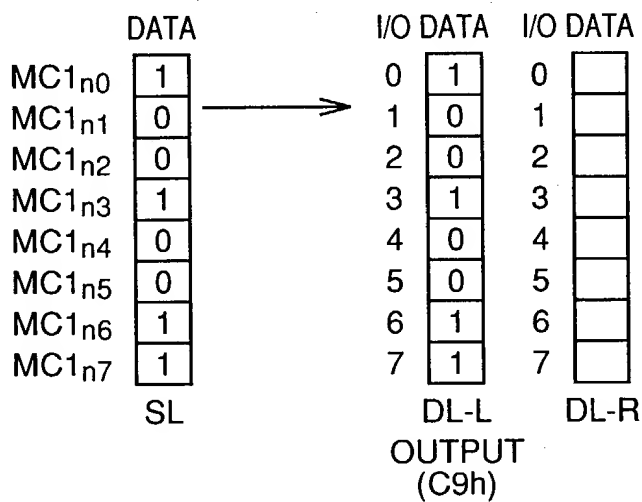 DATA I/O DATA I/O DATA
MC1n0 1 0 1 0
MC1n1 0 1 0 1
MC1n2 0 2 0 2
MC1n3 1 3 1 3
MC1n4 0 4 0 4
MC1n5 0 5 0 5
MC1n6 1 6 1 6
MC1n7 1 7 1 7
SL DL-L DL-R
OUTPUT
(C9h)